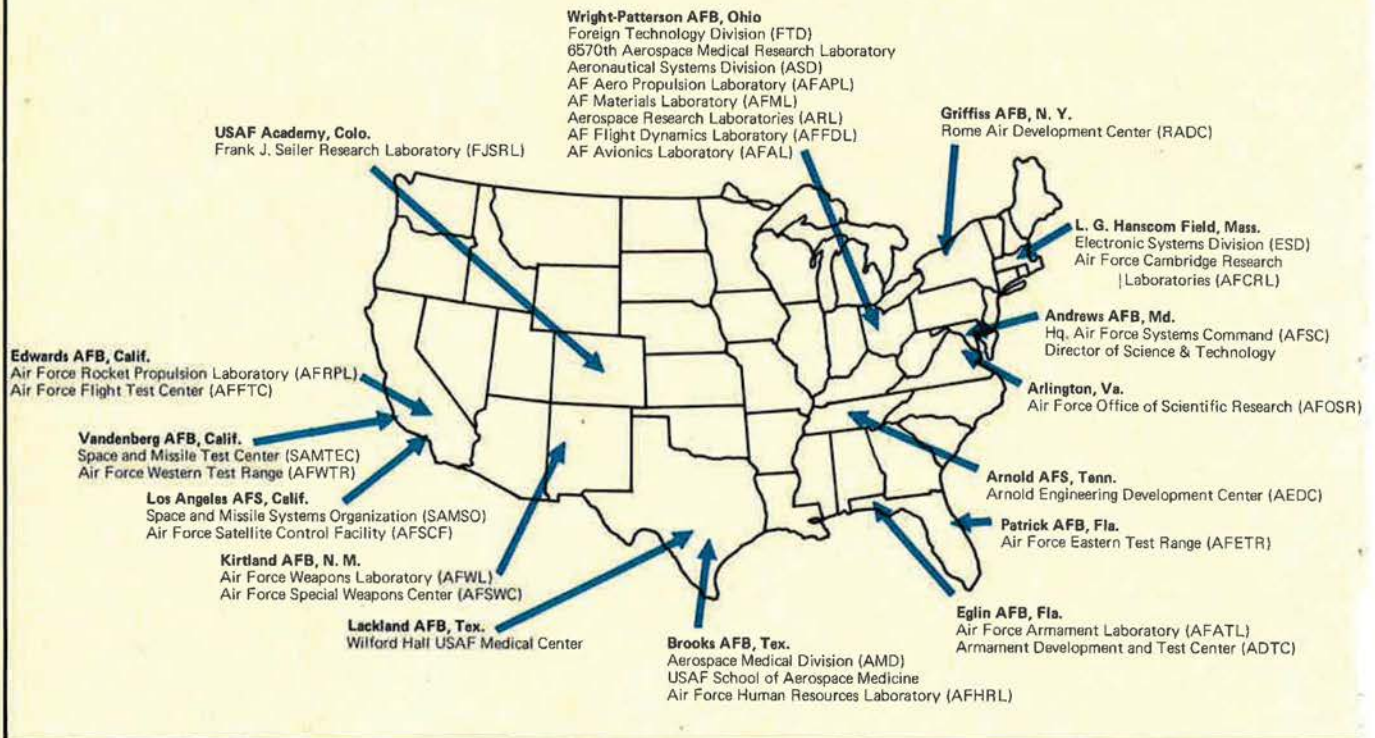 Wright-Patterson AFB, Ohio
Foreign Technology Division (FTD)
6570th Aerospace Medical Research Laboratory
Aeronautical Systems Division (ASD)
AF Aero Propulsion Laboratory (AFAPL)
AF Materials Laboratory (AFML)
Aerospace Research Laboratories (ARL)
AF Flight Dynamics Laboratory (AFFDL)
AF Avionics Laboratory (AFAL)
USAF Academy, Colo.
Frank J. Seiler Research Laboratory (FJSRL)
Griffiss AFB, N. Y.
Rome Air Development Center (RADC)
L. G. Hanscom Field, Mass.
Electronic Systems Division (ESD)
Air Force Cambridge Research
Laboratories (AFCRL)
Andrews AFB, Md.
Hq. Air Force Systems Command (AFSC)
Director of Science & Technology
Arlington, Va.
Air Force Office of Scientific Research (AFOSR)
Edwards AFB, Calif.
Air Force Rocket Propulsion Laboratory (AFRPL)
Air Force Flight Test Center (AFFTC)
Vandenberg AFB, Calif.
Space and Missile Test Center (SAMTEC)
Air Force Western Test Range (AFWTR)
Los Angeles AFS, Calif.
Space and Missile Systems Organization (SAMSO)
Air Force Satellite Control Facility (AFSCF)
Kirtland AFB, N. M.
Air Force Weapons Laboratory (AFWL)
Air Force Special Weapons Center (AFSWC)
Lackland AFB, Tex.
Wilford Hall USAF Medical Center
Brooks AFB, Tex.
Aerospace Medical Division (AMD)
USAF School of Aerospace Medicine
Air Force Human Resources Laboratory (AFHRL)
Arnold AFS, Tenn.
Arnold Engineering Development Center (AEDC)
Patrick AFB, Fla.
Air Force Eastern Test Range (AFETR)
Eglin AFB, Fla.
Air Force Armament Laboratory (AFATL)
Armament Development and Test Center (ADTC)